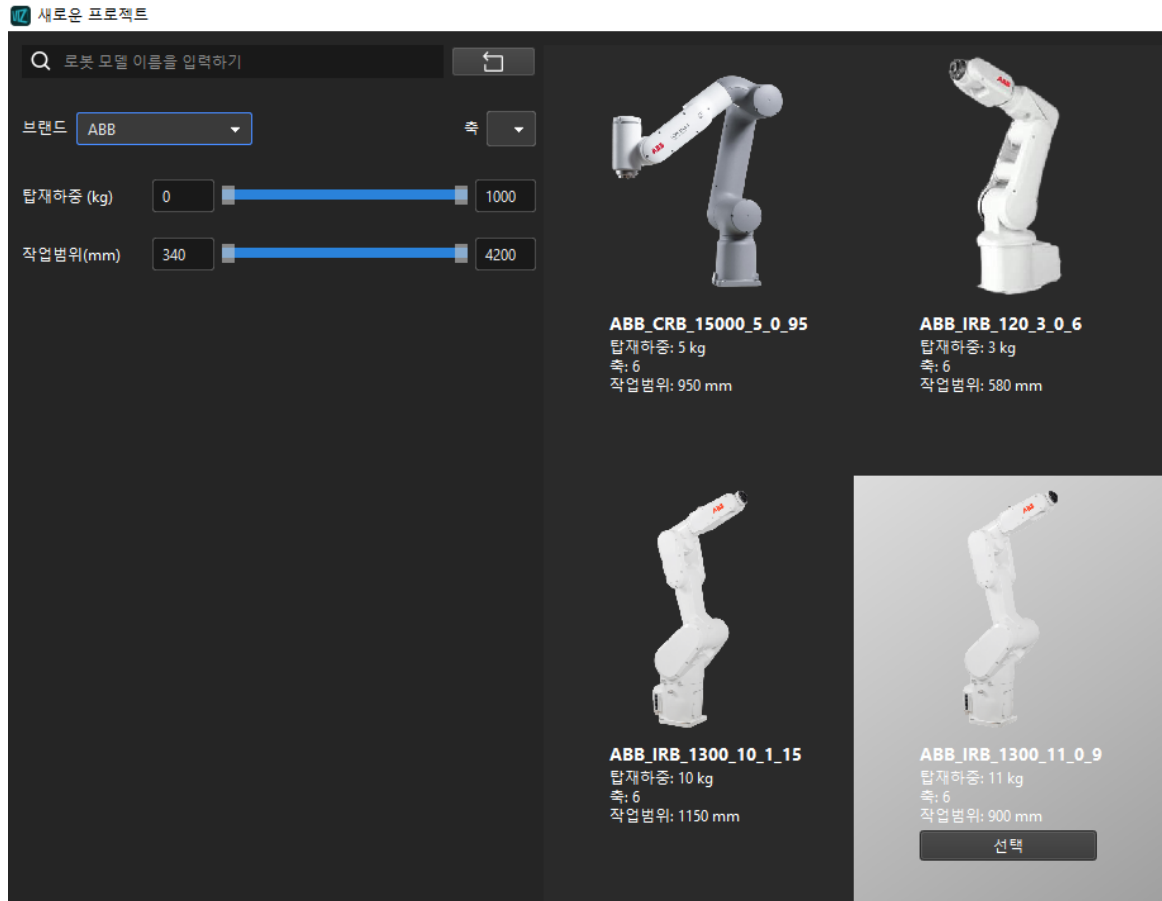 VIZ 새로운 프로젝트
로봇 모델 이름을 입력하기
브랜드 ABB 축
탑재하중 (kg) 0 1000
작업범위(mm) 340 4200
ABB
ABB
ABB_CRB_15000_5_0_95
탑재하중: 5 kg
축: 6
작업범위: 950 mm
ABB_IRB_120_3_0_6
탑재하중: 3 kg
축: 6
작업범위: 580 mm
ABB
ABB
ABB_IRB_1300_10_1_15
탑재하중: 10 kg
축: 6
작업범위: 1150 mm
ABB_IRB_1300_11_0_9
탑재하중: 11 kg
축: 6
작업범위: 900 mm
선택